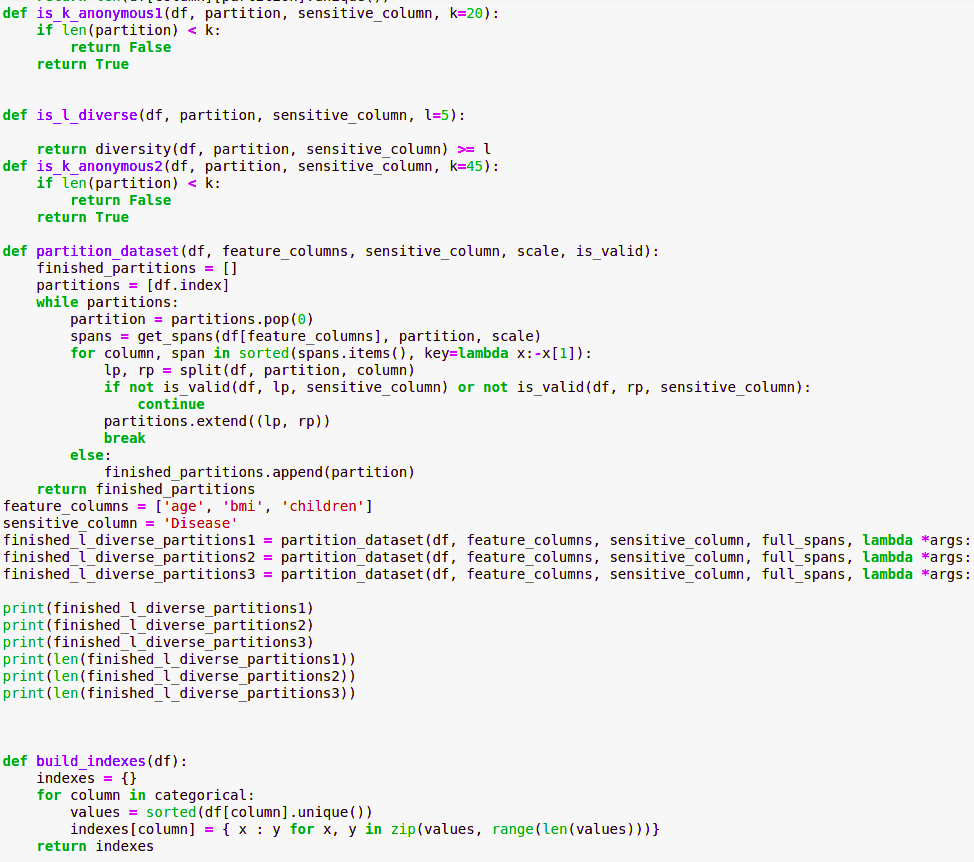 return len(df[column][partition].unique())
def is_k_anonymous1(df, partition, sensitive_column, k=20):
    if len(partition) < k:
        return False
    return True
def is_l_diverse(df, partition, sensitive_column, l=5):
    return diversity(df, partition, sensitive_column) >= l
def is_k_anonymous2(df, partition, sensitive_column, k=45):
    if len(partition) < k:
        return False
    return True
def partition_dataset(df, feature_columns, sensitive_column, scale, is_valid):
    finished_partitions = []
    partitions = [df.index]
    while partitions:
        partition = partitions.pop(0)
        spans = get_spans(df[feature_columns], partition, scale)
        for column, span in sorted(spans.items(), key=lambda x:-x[1]):
            lp, rp = split(df, partition, column)
            if not is_valid(df, lp, sensitive_column) or not is_valid(df, rp, sensitive_column):
                continue
            partitions.extend((lp, rp))
            break
        else:
            finished_partitions.append(partition)
    return finished_partitions
feature_columns = ['age', 'bmi', 'children']
sensitive_column = 'Disease'
finished_l_diverse_partitions1 = partition_dataset(df, feature_columns, sensitive_column, full_spans, lambda *args:
finished_l_diverse_partitions2 = partition_dataset(df, feature_columns, sensitive_column, full_spans, lambda *args:
finished_l_diverse_partitions3 = partition_dataset(df, feature_columns, sensitive_column, full_spans, lambda *args:
print(finished_l_diverse_partitions1)
print(finished_l_diverse_partitions2)
print(finished_l_diverse_partitions3)
print(len(finished_l_diverse_partitions1))
print(len(finished_l_diverse_partitions2))
print(len(finished_l_diverse_partitions3))
def build_indexes(df):
    indexes = {}
    for column in categorical:
        values = sorted(df[column].unique())
        indexes[column] = { x : y for x, y in zip(values, range(len(values)))}
    return indexes